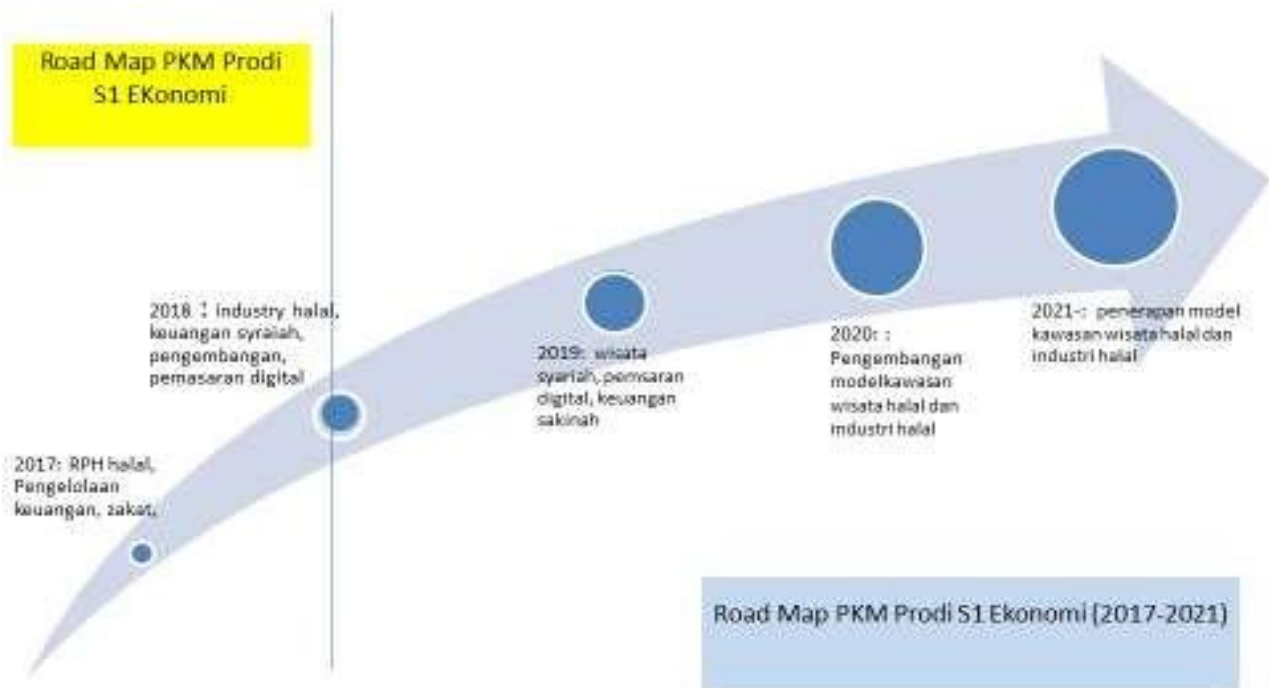 Road Map PKM Prodi
S1 EKonomi
2017: RPH halal,
Pengelolaan
keuangan, zakat,
2018 : industry halal,
keuangan syraiah,
pengembangan,
pemasaran digital
2019: wisata
syariah, pemsaran
digital, keuangan
sakinah
2020: :
Pengembangan
modelkawasan
wisata halal dan
industri halal
2021-: penerapan model
kawasan wisata halal dan
industri halal
Road Map PKM Prodi S1 Ekonomi (2017-2021)